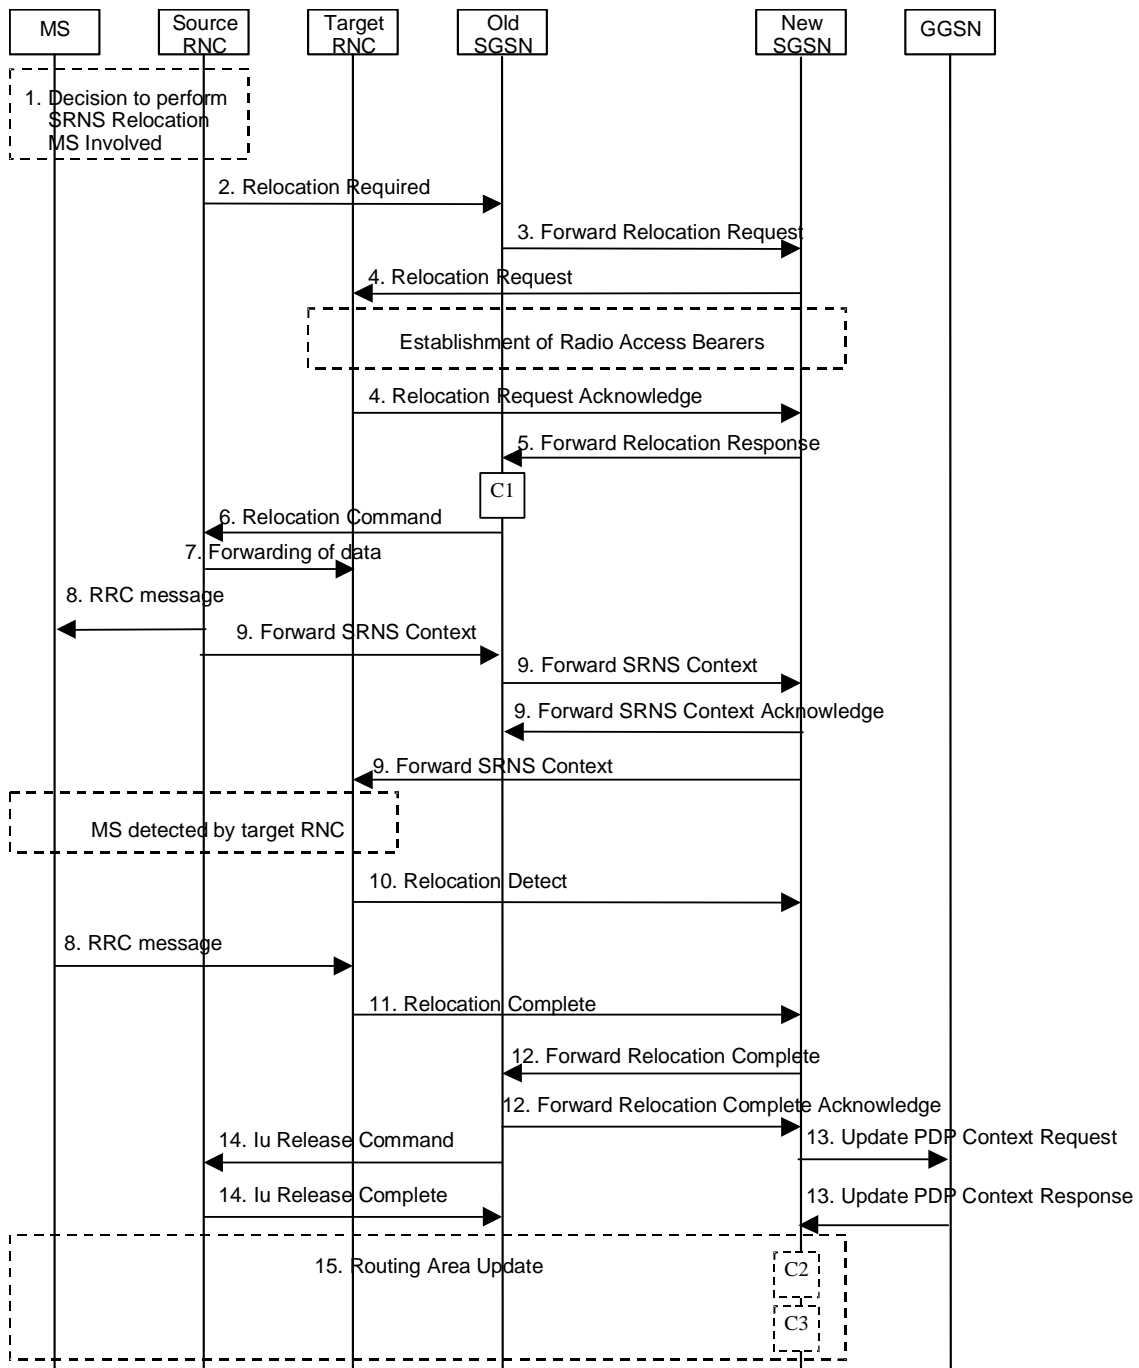 MS
Source
RNC
Target
RNC
Old
SGSN
New
SGSN
GGSN
1. Decision to perform
SRNS Relocation
MS Involved
2. Relocation Required
3. Forward Relocation Request
4. Relocation Request
Establishment of Radio Access Bearers
4. Relocation Request Acknowledge
5. Forward Relocation Response
C1
6. Relocation Command
7. Forwarding of data
8. RRC message
9. Forward SRNS Context
9. Forward SRNS Context
9. Forward SRNS Context Acknowledge
9. Forward SRNS Context
MS detected by target RNC
10. Relocation Detect
8. RRC message
11. Relocation Complete
12. Forward Relocation Complete
12. Forward Relocation Complete Acknowledge
14. Iu Release Command
13. Update PDP Context Request
14. Iu Release Complete
13. Update PDP Context Response
15. Routing Area Update
C2
C3